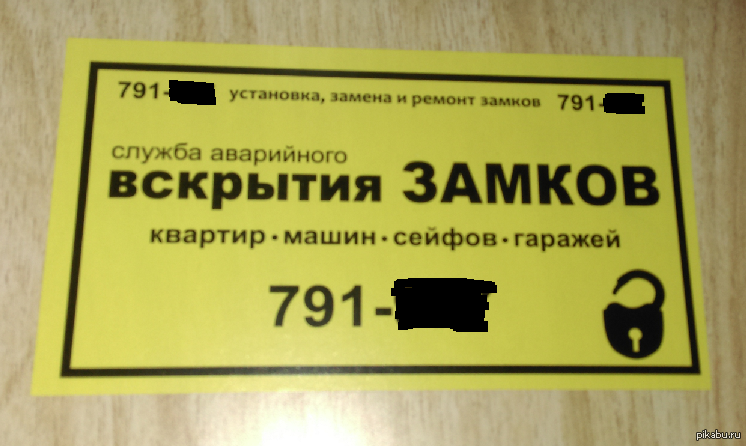 791- установка, замена и ремонт замков 791-
служба аварийного
вскрытия ЗАМКОВ
квартир · машин · сейфов · гаражей
791-
pikabu.ru